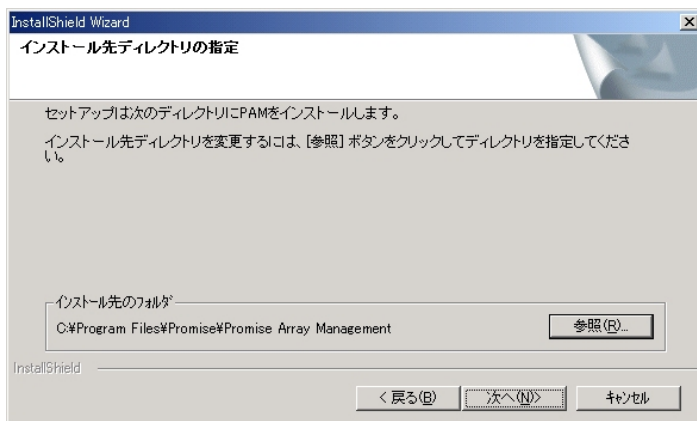 InstallShield Wizard
インストール先ディレクトリの指定
セットアップは次のディレクトリにPAMをインストールします。
インストール先ディレクトリを変更するには、[参照] ボタンをクリックしてディレクトリを指定してくださ
い。
インストール先のフォルダ
C:¥Program Files¥Promise¥Promise Array Management
参照(R)...
InstallShield
< 戻る(B)
次へ(N)>
キャンセル